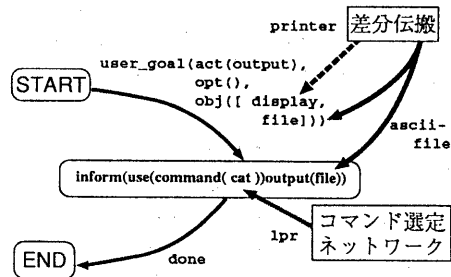 printer
差分伝搬
user_goal(act(output),
opt(),
obj([ display,
file]))
START
ascii-
file
inform(use(command( cat ))output(file))
lpr
コマンド選定
ネットワーク
done
END